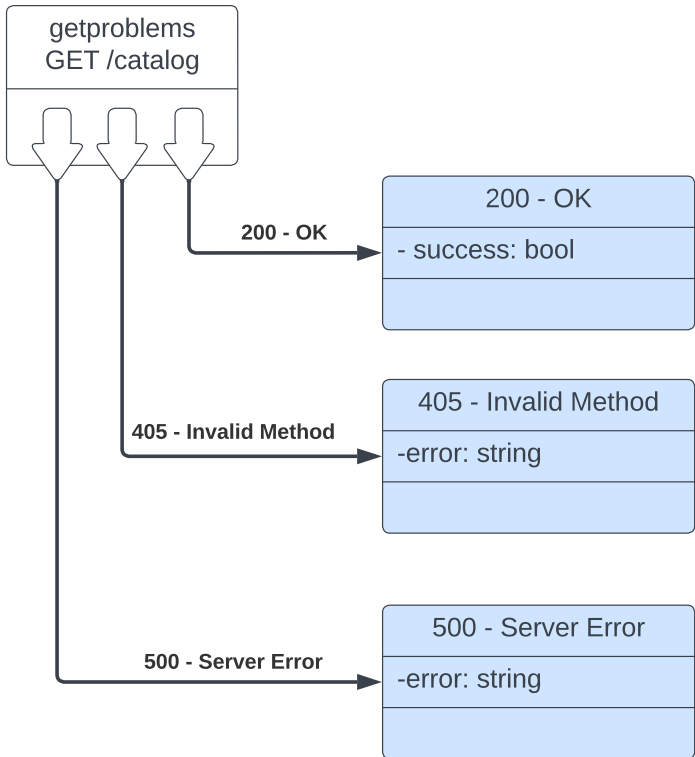 getproblems
GET /catalog
200 - OK
200 - OK
- success: bool
405 - Invalid Method
405 - Invalid Method
-error: string
500 - Server Error
500 - Server Error
-error: string